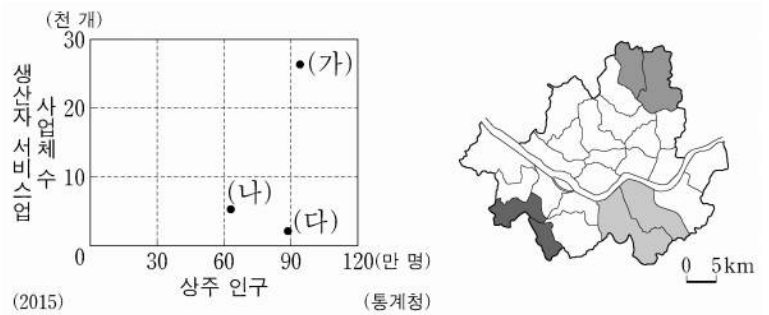 (천 개)
30
20
10
0
생산자 서비스업
사업체 수
(가)
(나)
(다)
30 60 90 120(만 명)
상주 인구
(2015) (통계청)
0 5km